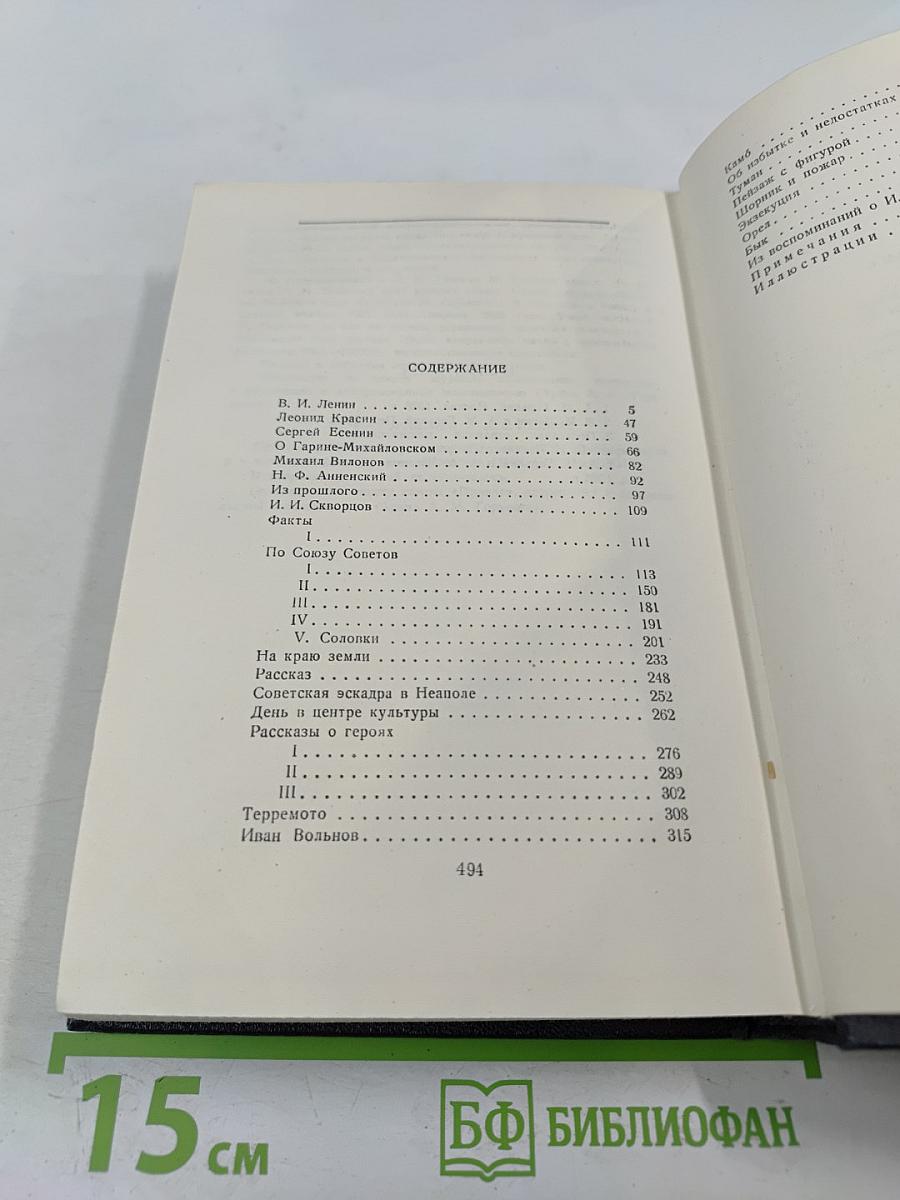 СОДЕРЖАНИЕ
В. И. Ленин . . . . . . . . . . . . . . . . . . . . 5
Леонид Красин . . . . . . . . . . . . . . . . . . . 47
Сергей Есенин . . . . . . . . . . . . . . . . . . . 59
О Гарине-Михайловском . . . . . . . . . . . . . . . 66
Михаил Вилонов . . . . . . . . . . . . . . . . . . . 82
Н. Ф. Анненский . . . . . . . . . . . . . . . . . . 92
Из прошлого . . . . . . . . . . . . . . . . . . . . 97
И. И. Скворцов . . . . . . . . . . . . . . . . . . . 109
Факты
I . . . . . . . . . . . . . . . . . . . . . . . . 111
По Союзу Советов
I . . . . . . . . . . . . . . . . . . . . . . . . 113
II . . . . . . . . . . . . . . . . . . . . . . . . 150
III . . . . . . . . . . . . . . . . . . . . . . . . 181
IV . . . . . . . . . . . . . . . . . . . . . . . . 191
V. Соловки . . . . . . . . . . . . . . . . . . . . 201
На краю земли . . . . . . . . . . . . . . . . . . . 233
Рассказ . . . . . . . . . . . . . . . . . . . . . . 248
Советская эскадра в Неаполе . . . . . . . . . . . . 252
День в центре культуры . . . . . . . . . . . . . . . 262
Рассказы о героях
I . . . . . . . . . . . . . . . . . . . . . . . . 276
II . . . . . . . . . . . . . . . . . . . . . . . . 289
III . . . . . . . . . . . . . . . . . . . . . . . . 302
Терремото . . . . . . . . . . . . . . . . . . . . . 308
Иван Вольнов . . . . . . . . . . . . . . . . . . . . 315
494
Камб . . . . . . . . . .
Об избытке и недостатках
Туман . . . . . . . . . .
Пейзаж с фигурой . . . .
Шорник и пожар . . . . .
Экзекуция . . . . . . . .
Орел . . . . . . . . . .
Бык . . . . . . . . . . .
Из воспоминаний о И.
Примечания . . .
Иллюстрации . . .
15 см
БФ БИБЛИОФАН